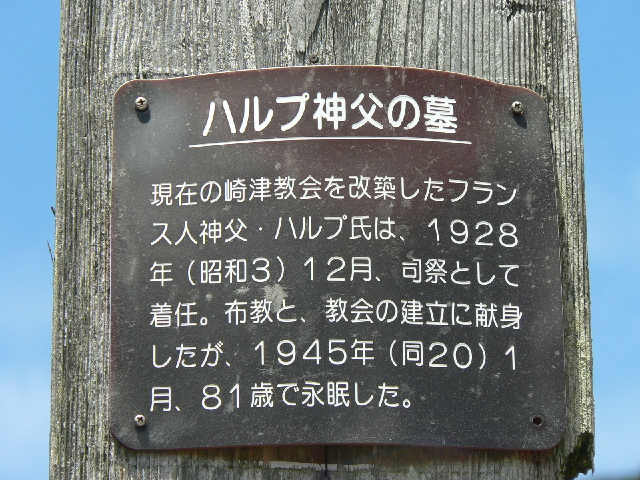 ハルプ神父の墓
現在の崎津教会を改築したフラン
ス人神父・ハルプ氏は、1928
年（昭和3）12月、司祭として
着任。布教と、教会の建立に献身
したが、1945年（同20）1
月、81歳で永眠した。